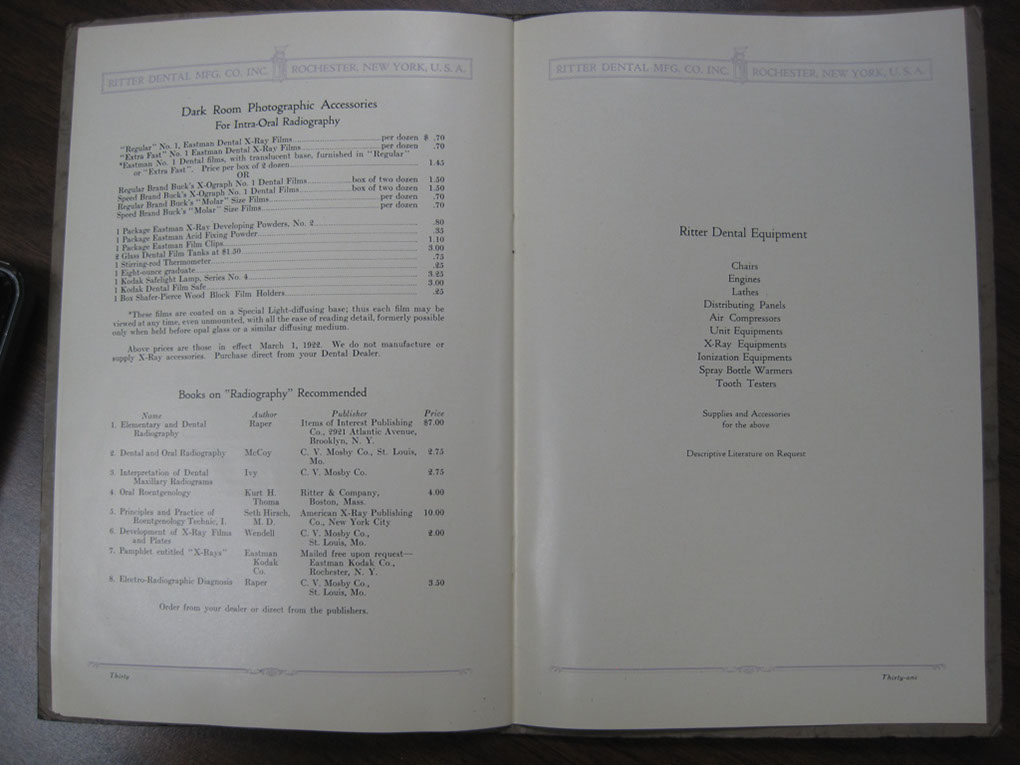 RITTER DENTAL MFG. CO. INC. ROCHESTER, NEW YORK, U.S.A.
Dark Room Photographic Accessories
For Intra-Oral Radiography
"Regular" No. 1, Eastman Dental X-Ray Films per dozen $ .70
"Extra Fast" No. 1 Eastman Dental X-Ray Films per dozen .70
*Eastman No. 1 Dental films, with translucent base, furnished in "Regular"
or "Extra Fast". Price per box of 2 dozen 1.45
OR
Regular Brand Buck's X-Ograph No. 1 Dental Films box of two dozen 1.50
Speed Brand Buck's X-Ograph No. 1 Dental Films box of two dozen 1.50
Regular Brand Buck's "Molar" Size Films per dozen .70
Speed Brand Buck's "Molar" Size Films per dozen .70
1 Package Eastman X-Ray Developing Powders, No. 2 .80
1 Package Eastman Acid Fixing Powder .35
1 Package Eastman Film Clips 1.10
2 Glass Dental Film Tanks at $1.50 3.00
1 Stirring-rod Thermometer .75
1 Eight-ounce graduate .25
1 Kodak Safelight Lamp, Series No. 4 3.25
1 Kodak Dental Film Safe 3.00
1 Box Shafer-Pierce Wood Block Film Holders .25
*These films are coated on a Special Light-diffusing base; thus each film may be
viewed at any time, even unmounted, with all the ease of reading detail, formerly possible
only when held before opal glass or a similar diffusing medium.
Above prices are those in effect March 1, 1922. We do not manufacture or
supply X-Ray accessories. Purchase direct from your Dental Dealer.
Books on "Radiography" Recommended
Name Author Publisher Price
1. Elementary and Dental Raper Items of Interest Publishing $7.00
Radiography Co., 2921 Atlantic Avenue,
Brooklyn, N. Y.
2. Dental and Oral Radiography McCoy C. V. Mosby Co., St. Louis, 2.75
Mo.
3. Interpretation of Dental Ivy C. V. Mosby Co. 2.75
Maxillary Radiograms
4. Oral Roentgenology Kurt H. Ritter & Company, 4.00
Thoma Boston, Mass.
5. Principles and Practice of Seth Hirsch, American X-Ray Publishing 10.00
Roentgenology Technic, I. M. D. Co., New York City
6. Development of X-Ray Films Wendell C. V. Mosby Co., 2.00
and Plates St. Louis, Mo.
7. Pamphlet entitled "X-Rays" Eastman Mailed free upon request—
Kodak Eastman Kodak Co.,
Co. Rochester, N. Y.
8. Electro-Radiographic Diagnosis Raper C. V. Mosby Co., 3.50
St. Louis, Mo.
Order from your dealer or direct from the publishers.
Thirty
RITTER DENTAL MFG. CO. INC. ROCHESTER, NEW YORK, U.S.A.
Ritter Dental Equipment
Chairs
Engines
Lathes
Distributing Panels
Air Compressors
Unit Equipments
X-Ray Equipments
Ionization Equipments
Spray Bottle Warmers
Tooth Testers
Supplies and Accessories
for the above
Descriptive Literature on Request
Thirty-one